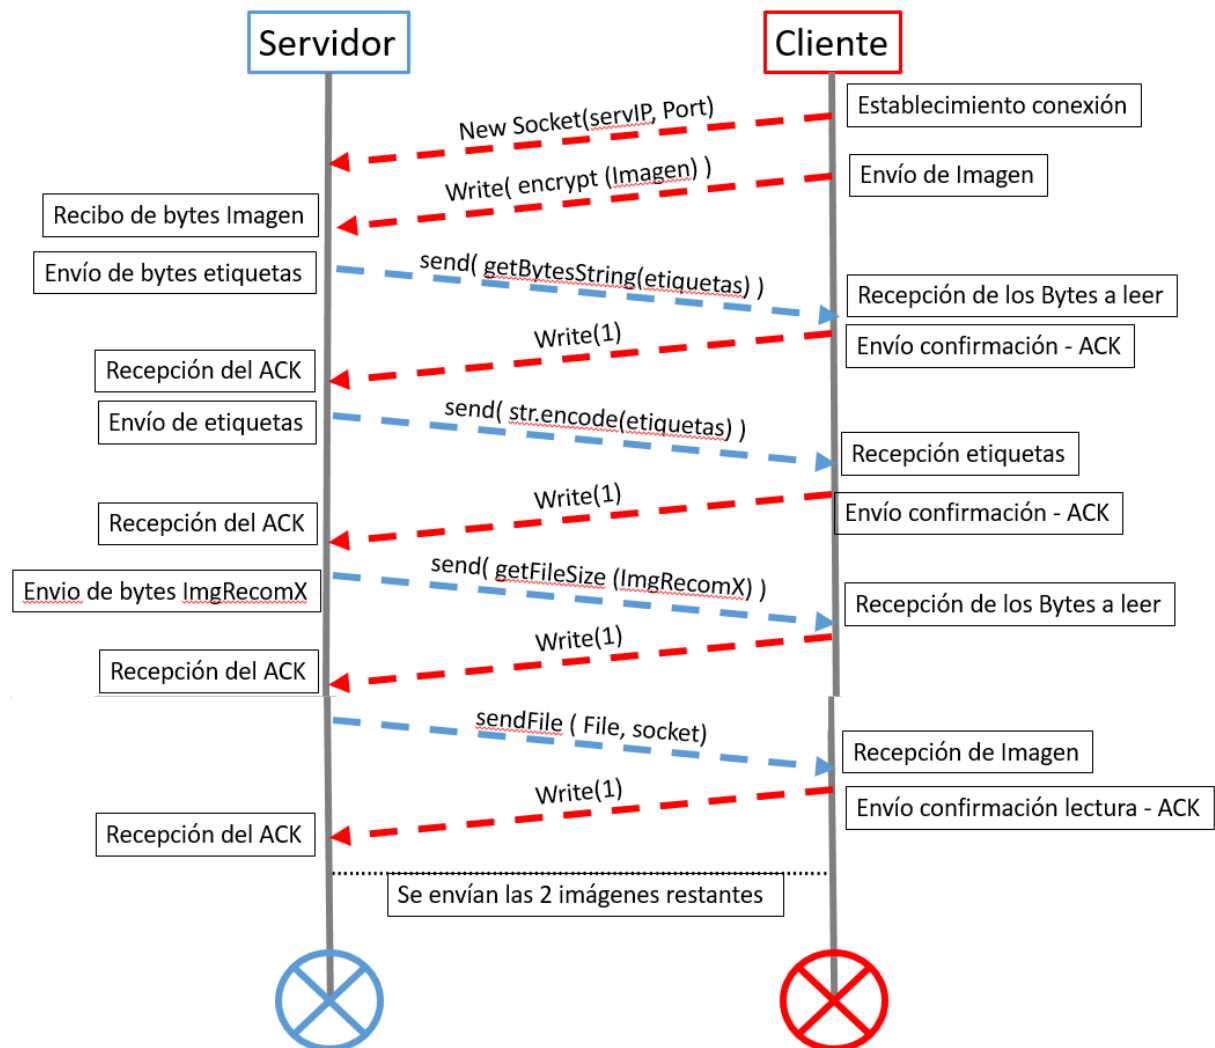 Servidor
Cliente
Establecimiento conexión
New Socket(servIP, Port)
Envío de Imagen
Write( encrypt (Imagen) )
Recibo de bytes Imagen
Envío de bytes etiquetas
send( getBytesString(etiquetas) )
Recepción de los Bytes a leer
Envío confirmación - ACK
Write(1)
Recepción del ACK
Envío de etiquetas
send( str.encode(etiquetas) )
Recepción etiquetas
Envío confirmación - ACK
Write(1)
Recepción del ACK
Envio de bytes ImgRecomX
send( getFileSize (ImgRecomX) )
Recepción de los Bytes a leer
Write(1)
Recepción del ACK
sendFile ( File, socket)
Recepción de Imagen
Envío confirmación lectura - ACK
Write(1)
Recepción del ACK
Se envían las 2 imágenes restantes